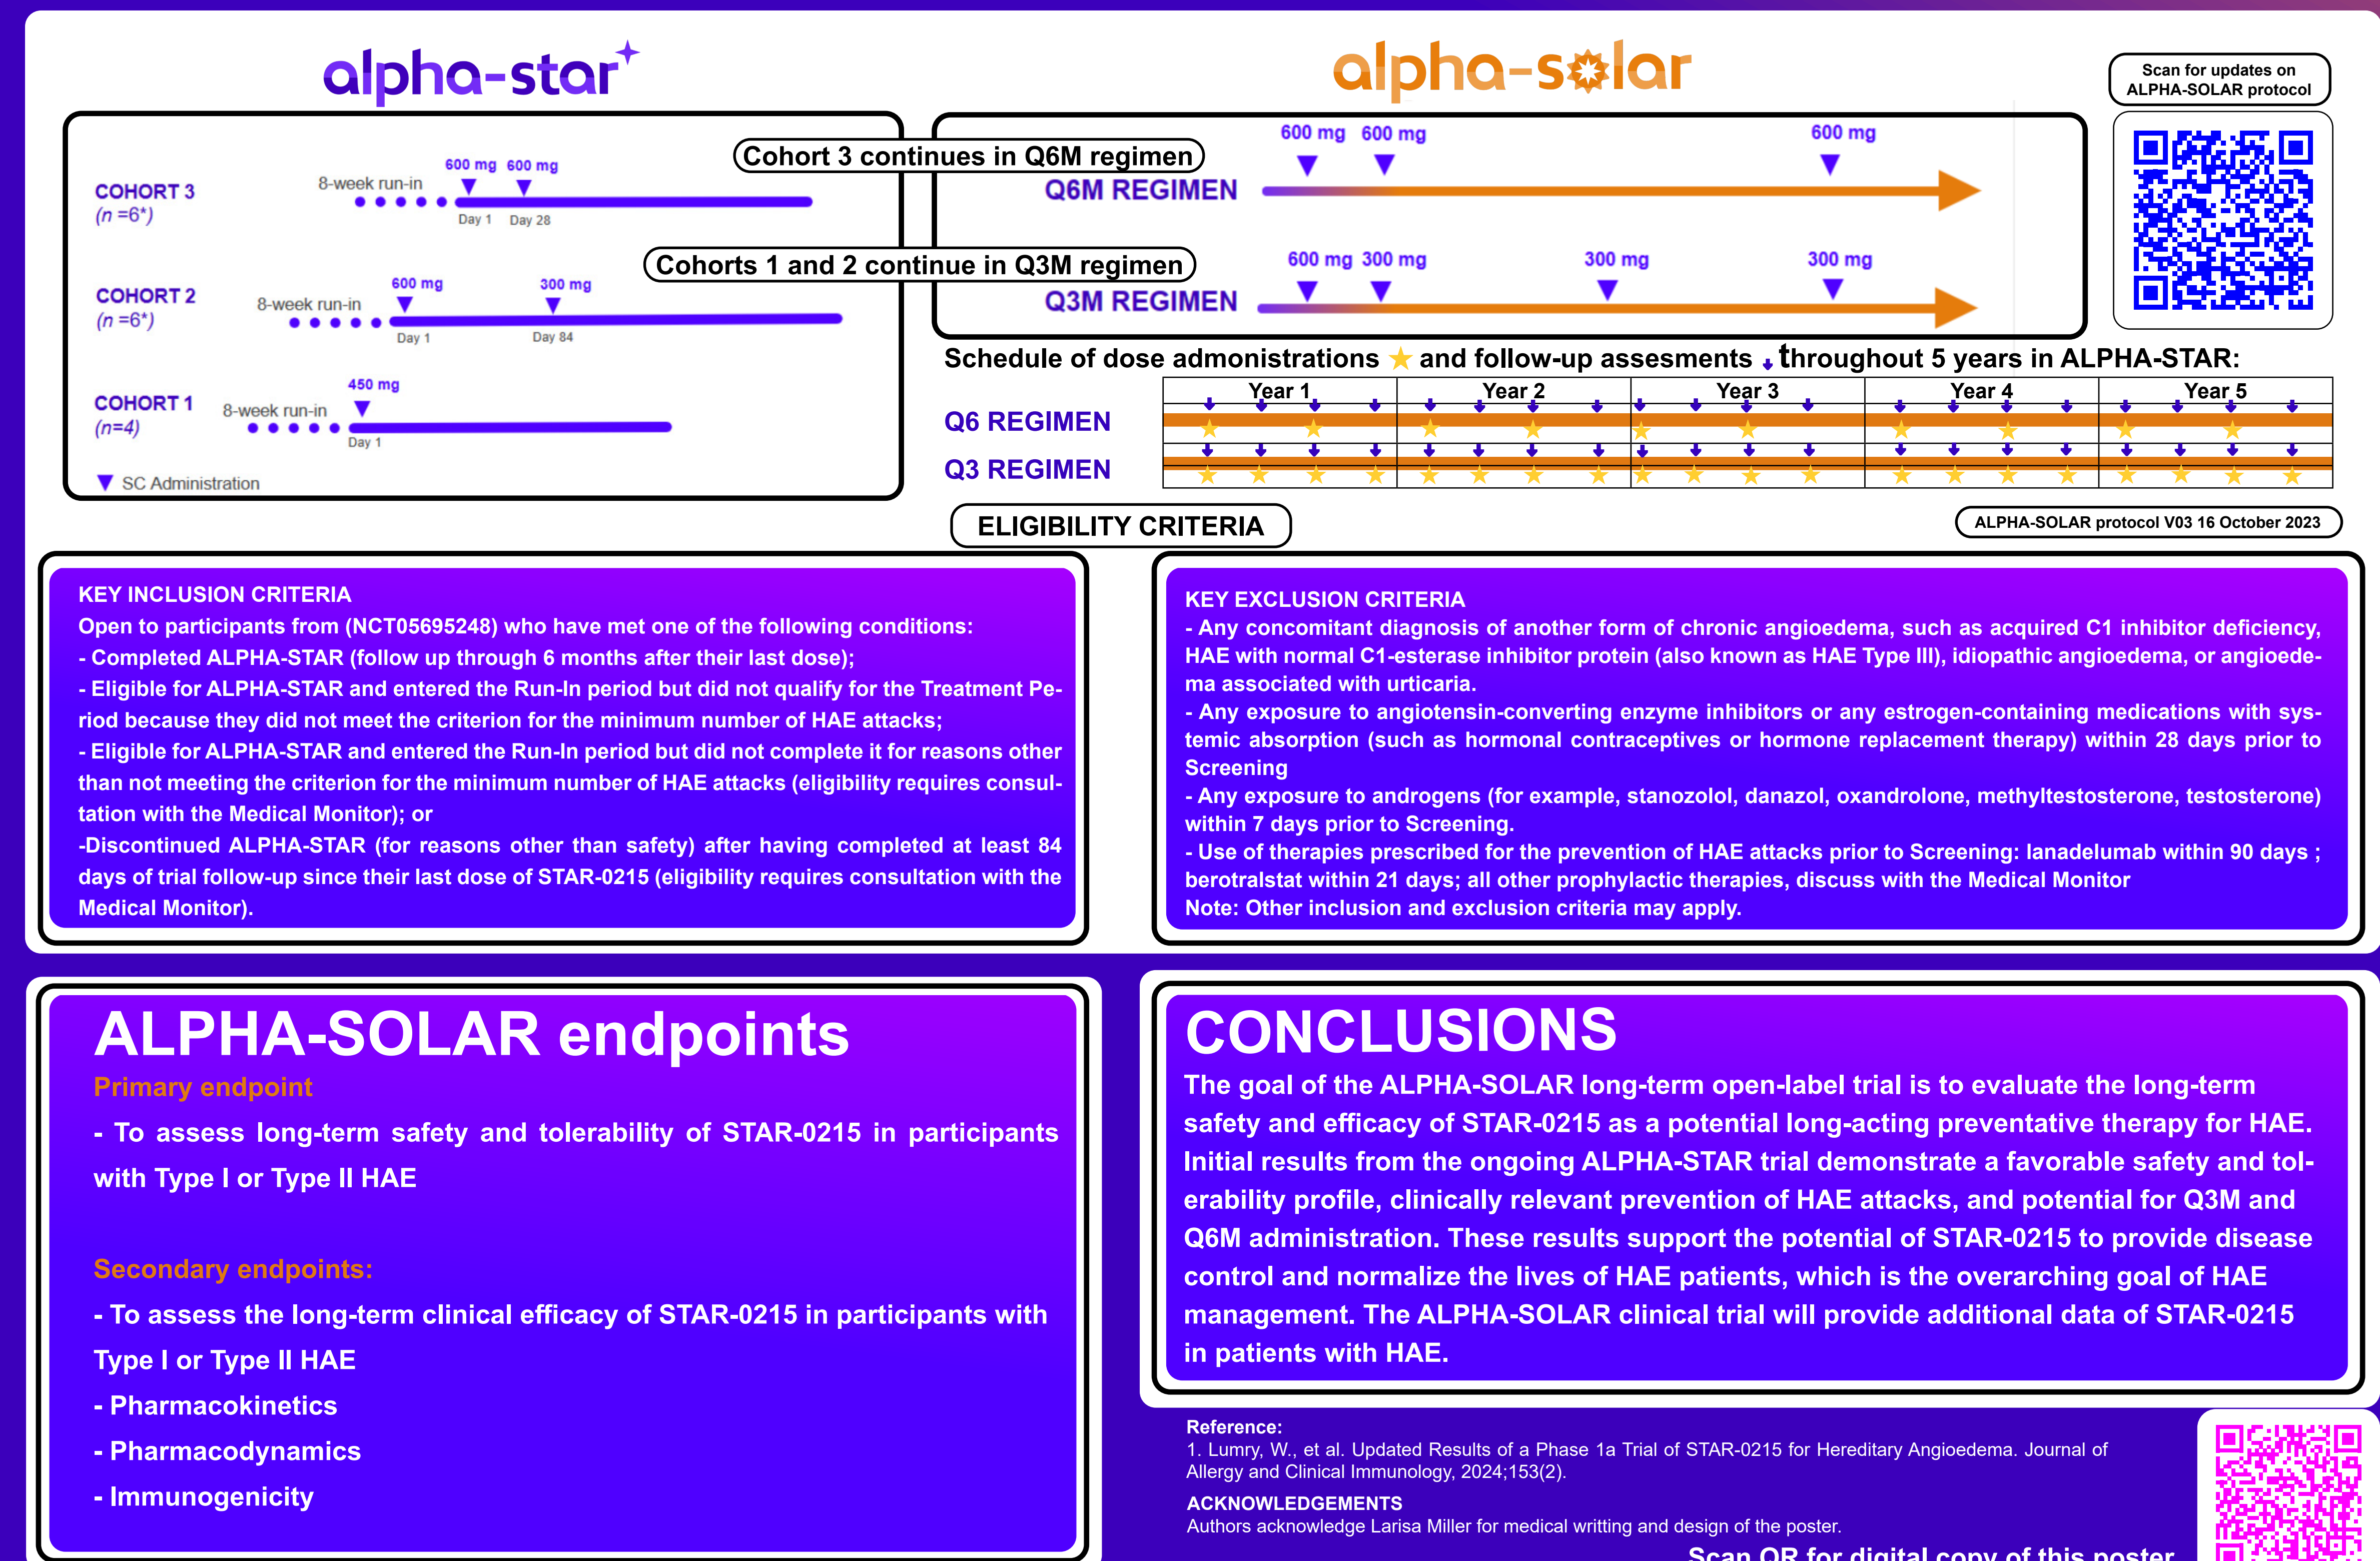 alpha-star
alpha-solar
Scan for updates on
ALPHA-SOLAR protocol
COHORT 3
(n =6*)
8-week run-in
600 mg 600 mg
Day 1 Day 28
COHORT 2
(n =6*)
8-week run-in
600 mg 300 mg
Day 1 Day 84
COHORT 1
(n=4)
8-week run-in
450 mg
Day 1
SC Administration
Cohort 3 continues in Q6M regimen
Cohorts 1 and 2 continue in Q3M regimen
600 mg 600 mg 600 mg
Q6M REGIMEN
600 mg 300 mg 300 mg 300 mg
Q3M REGIMEN
Schedule of dose admonistrations and follow-up assesments throughout 5 years in ALPHA-STAR:
Year 1 Year 2 Year 3 Year 4 Year 5
Q6 REGIMEN
Q3 REGIMEN
ELIGIBILITY CRITERIA
ALPHA-SOLAR protocol V03 16 October 2023
KEY INCLUSION CRITERIA
Open to participants from (NCT05695248) who have met one of the following conditions:
- Completed ALPHA-STAR (follow up through 6 months after their last dose);
- Eligible for ALPHA-STAR and entered the Run-In period but did not qualify for the Treatment Pe-
riod because they did not meet the criterion for the minimum number of HAE attacks;
- Eligible for ALPHA-STAR and entered the Run-In period but did not complete it for reasons other
than not meeting the criterion for the minimum number of HAE attacks (eligibility requires consul-
tation with the Medical Monitor); or
-Discontinued ALPHA-STAR (for reasons other than safety) after having completed at least 84
days of trial follow-up since their last dose of STAR-0215 (eligibility requires consultation with the
Medical Monitor).
KEY EXCLUSION CRITERIA
- Any concomitant diagnosis of another form of chronic angioedema, such as acquired C1 inhibitor deficiency,
HAE with normal C1-esterase inhibitor protein (also known as HAE Type III), idiopathic angioedema, or angioede-
ma associated with urticaria.
- Any exposure to angiotensin-converting enzyme inhibitors or any estrogen-containing medications with sys-
temic absorption (such as hormonal contraceptives or hormone replacement therapy) within 28 days prior to
Screening
- Any exposure to androgens (for example, stanozolol, danazol, oxandrolone, methyltestosterone, testosterone)
within 7 days prior to Screening.
- Use of therapies prescribed for the prevention of HAE attacks prior to Screening: lanadelumab within 90 days ;
berotralstat within 21 days; all other prophylactic therapies, discuss with the Medical Monitor
Note: Other inclusion and exclusion criteria may apply.
ALPHA-SOLAR endpoints
Primary endpoint
- To assess long-term safety and tolerability of STAR-0215 in participants
with Type I or Type II HAE
Secondary endpoints:
- To assess the long-term clinical efficacy of STAR-0215 in participants with
Type I or Type II HAE
- Pharmacokinetics
- Pharmacodynamics
- Immunogenicity
CONCLUSIONS
The goal of the ALPHA-SOLAR long-term open-label trial is to evaluate the long-term
safety and efficacy of STAR-0215 as a potential long-acting preventative therapy for HAE.
Initial results from the ongoing ALPHA-STAR trial demonstrate a favorable safety and tol-
erability profile, clinically relevant prevention of HAE attacks, and potential for Q3M and
Q6M administration. These results support the potential of STAR-0215 to provide disease
control and normalize the lives of HAE patients, which is the overarching goal of HAE
management. The ALPHA-SOLAR clinical trial will provide additional data of STAR-0215
in patients with HAE.
Reference:
1. Lumry, W., et al. Updated Results of a Phase 1a Trial of STAR-0215 for Hereditary Angioedema. Journal of
Allergy and Clinical Immunology, 2024;153(2).
ACKNOWLEDGEMENTS
Authors acknowledge Larisa Miller for medical writting and design of the poster.
Scan QR for digital copy of this poster